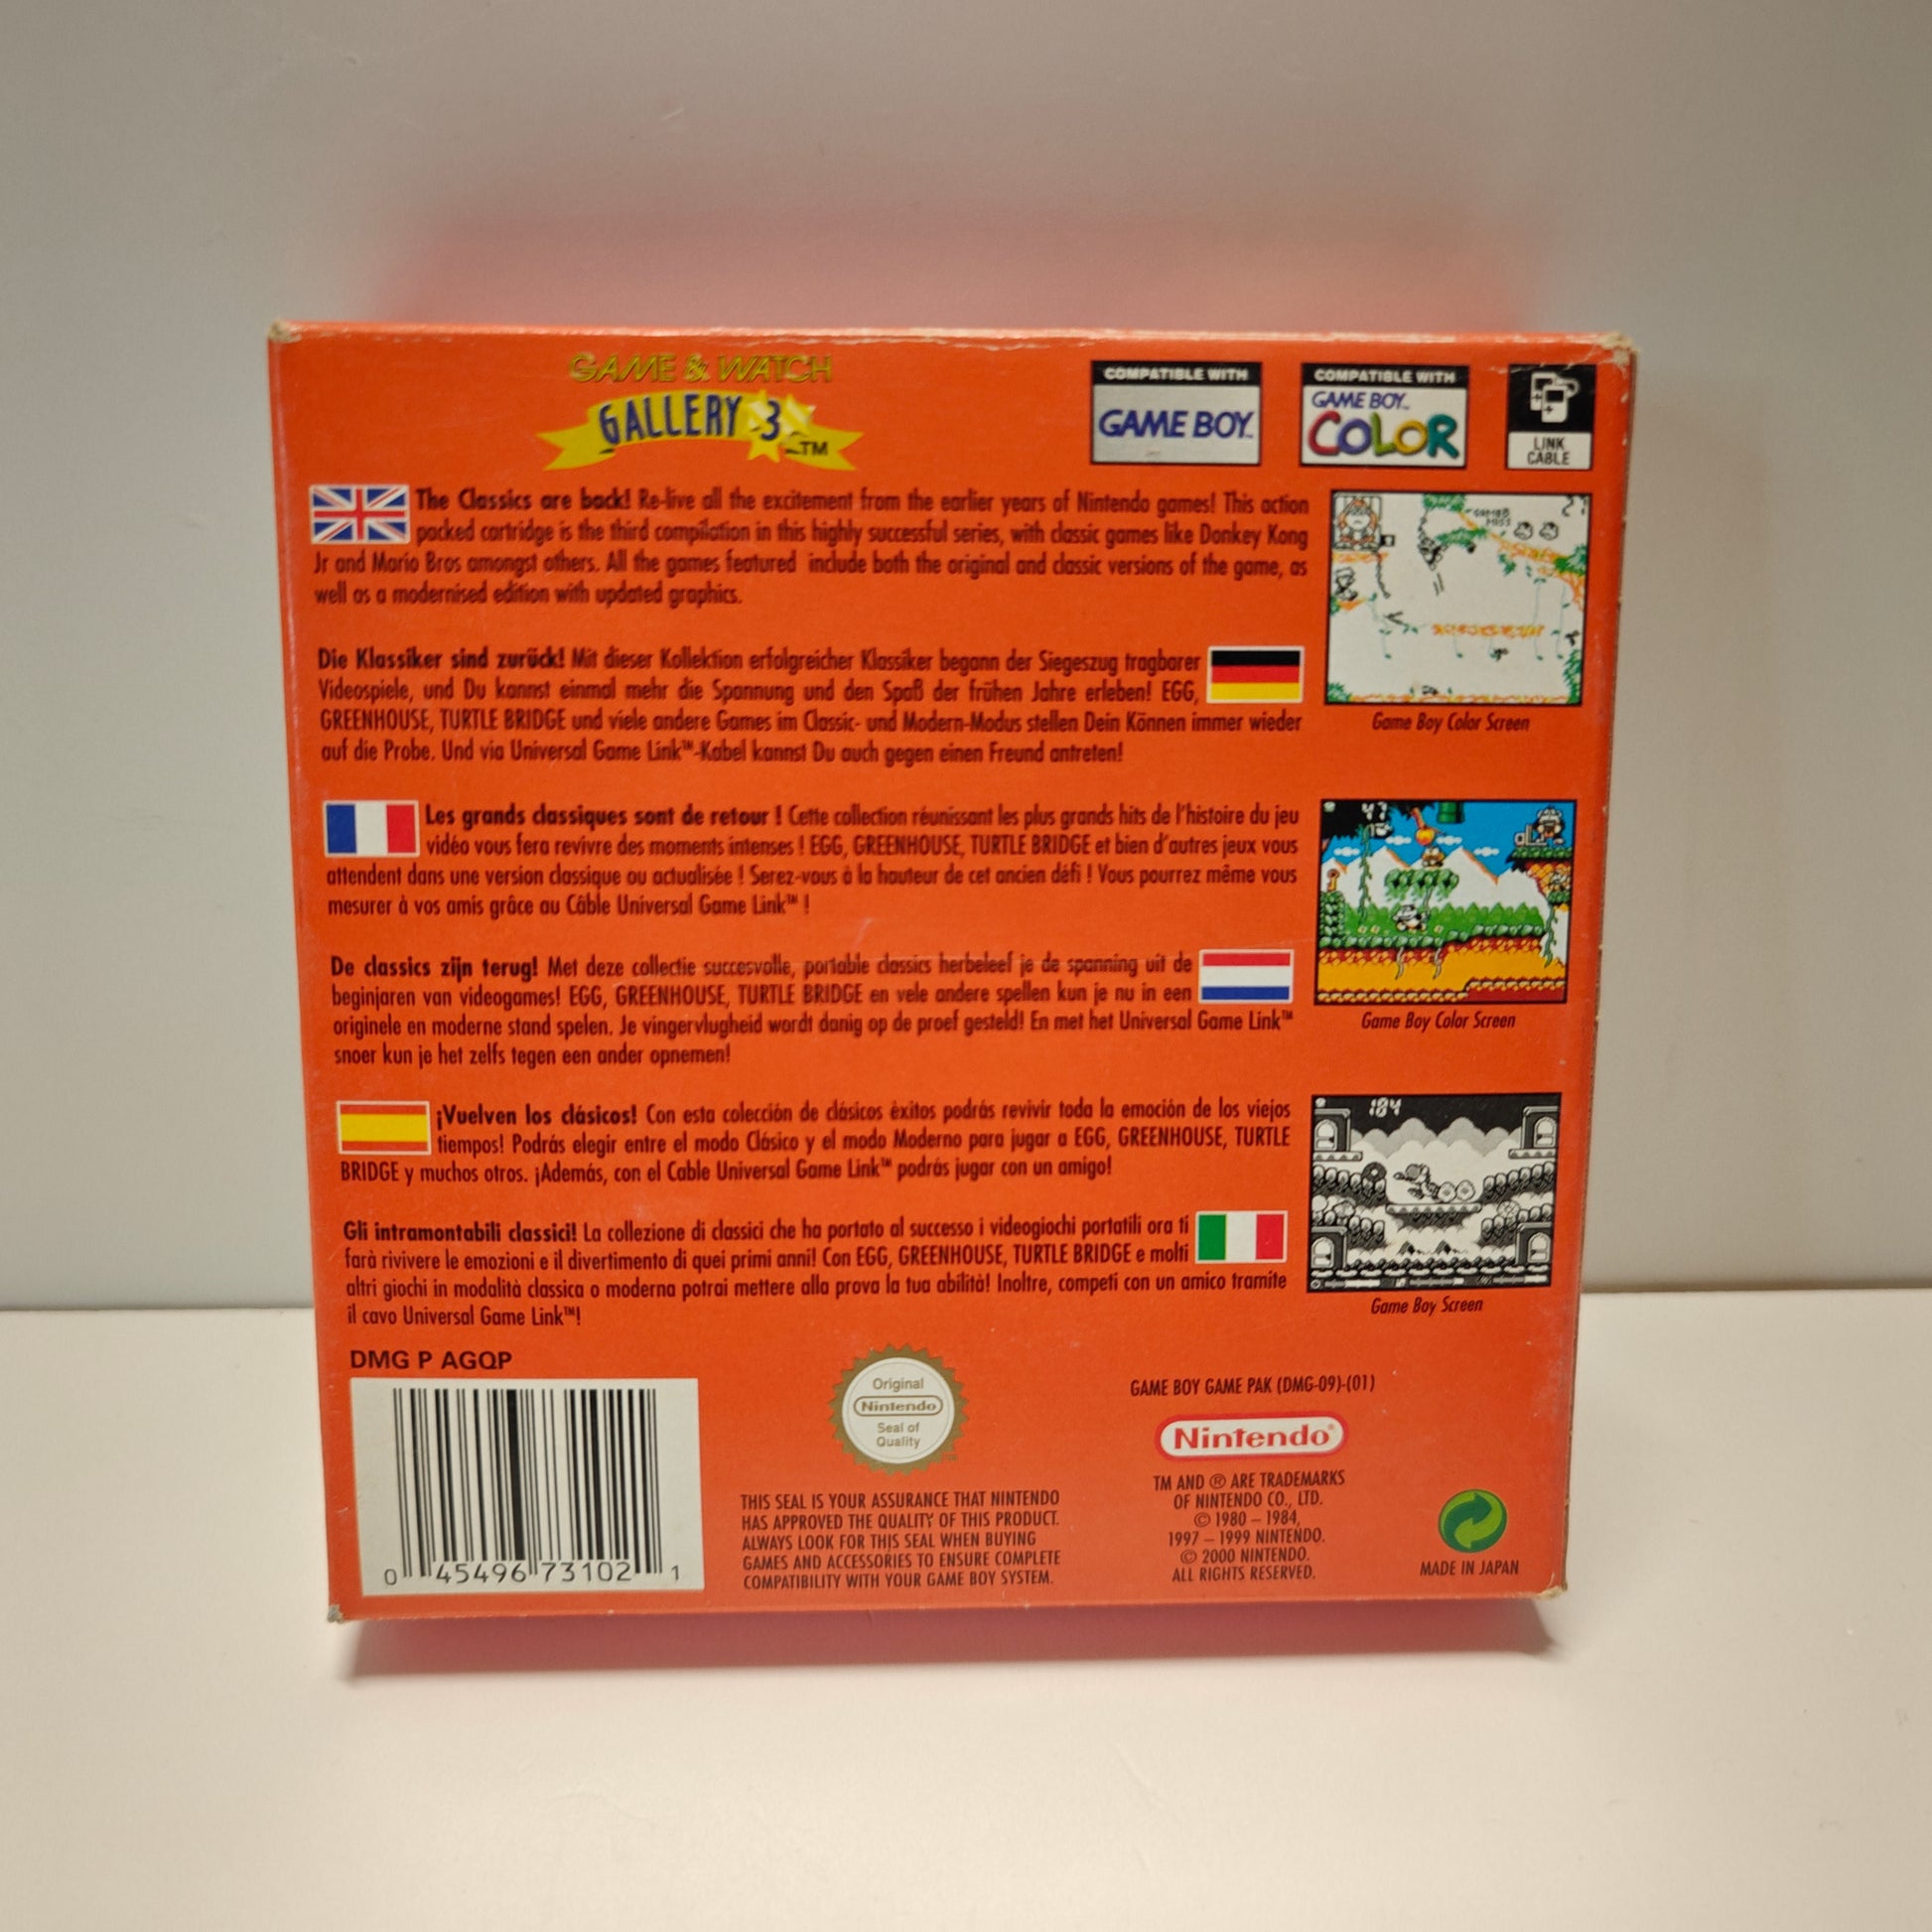 GAME & WATCH
GALLERY 3 TM
COMPATIBLE WITH
GAME BOY™
COMPATIBLE WITH
GAME BOY™
COLOR
LINK
CABLE
The Classics are back! Re-live all the excitement from the earlier years of Nintendo games! This action
packed cartridge is the third compilation in this highly successful series, with classic games like Donkey Kong
Jr and Mario Bros amongst others. All the games featured include both the original and classic versions of the game, as
well as a modernised edition with updated graphics.
Game Boy Color Screen
Die Klassiker sind zurück! Mit dieser Kollektion erfolgreicher Klassiker begann der Siegeszug tragbarer
Videospiele, und Du kannst einmal mehr die Spannung und den Spaß der frühen Jahre erleben! EGG,
GREENHOUSE, TURTLE BRIDGE und viele andere Games im Classic- und Modern-Modus stellen Dein Können immer wieder
auf die Probe. Und via Universal Game Link™-Kabel kannst Du auch gegen einen Freund antreten!
Les grands classiques sont de retour ! Cette collection réunissant les plus grands hits de l'histoire du jeu
vidéo vous fera revivre des moments intenses ! EGG, GREENHOUSE, TURTLE BRIDGE et bien d'autres jeux vous
attendent dans une version classique ou actualisée ! Serez-vous à la hauteur de cet ancien défi ! Vous pourrez même vous
mesurer à vos amis grâce au Câble Universal Game Link™ !
Game Boy Color Screen
De classics zijn terug! Met deze collectie succesvolle, portable classics herbeleef je de spanning uit de
beginjaren van videogames! EGG, GREENHOUSE, TURTLE BRIDGE en vele andere spellen kun je nu in een
originele en moderne stand spelen. Je vingervlugheid wordt danig op de proef gesteld! En met het Universal Game Link™
snoer kun je het zelfs tegen een ander opnemen!
¡Vuelven los clásicos! Con esta colección de clásicos éxitos podrás revivir toda la emoción de los viejos
tiempos! Podrás elegir entre el modo Clásico y el modo Moderno para jugar a EGG, GREENHOUSE, TURTLE
BRIDGE y muchos otros. ¡Además, con el Cable Universal Game Link™ podrás jugar con un amigo!
184
Game Boy Screen
Gli intramontabili classici! La collezione di classici che ha portato al successo i videogiochi portatili ora ti
farà rivivere le emozioni e il divertimento di quei primi anni! Con EGG, GREENHOUSE, TURTLE BRIDGE e molti
altri giochi in modalità classica o moderna potrai mettere alla prova la tua abilità! Inoltre, competi con un amico tramite
il cavo Universal Game Link™!
DMG P AGQP
0 45496 73102 1
Original
Nintendo
Seal of
Quality
THIS SEAL IS YOUR ASSURANCE THAT NINTENDO
HAS APPROVED THE QUALITY OF THIS PRODUCT.
ALWAYS LOOK FOR THIS SEAL WHEN BUYING
GAMES AND ACCESSORIES TO ENSURE COMPLETE
COMPATIBILITY WITH YOUR GAME BOY SYSTEM.
GAME BOY GAME PAK (DMG-09)-(01)
Nintendo®
TM AND ® ARE TRADEMARKS
OF NINTENDO CO., LTD.
© 1980 – 1984,
1997 – 1999 NINTENDO.
© 2000 NINTENDO.
ALL RIGHTS RESERVED.
MADE IN JAPAN